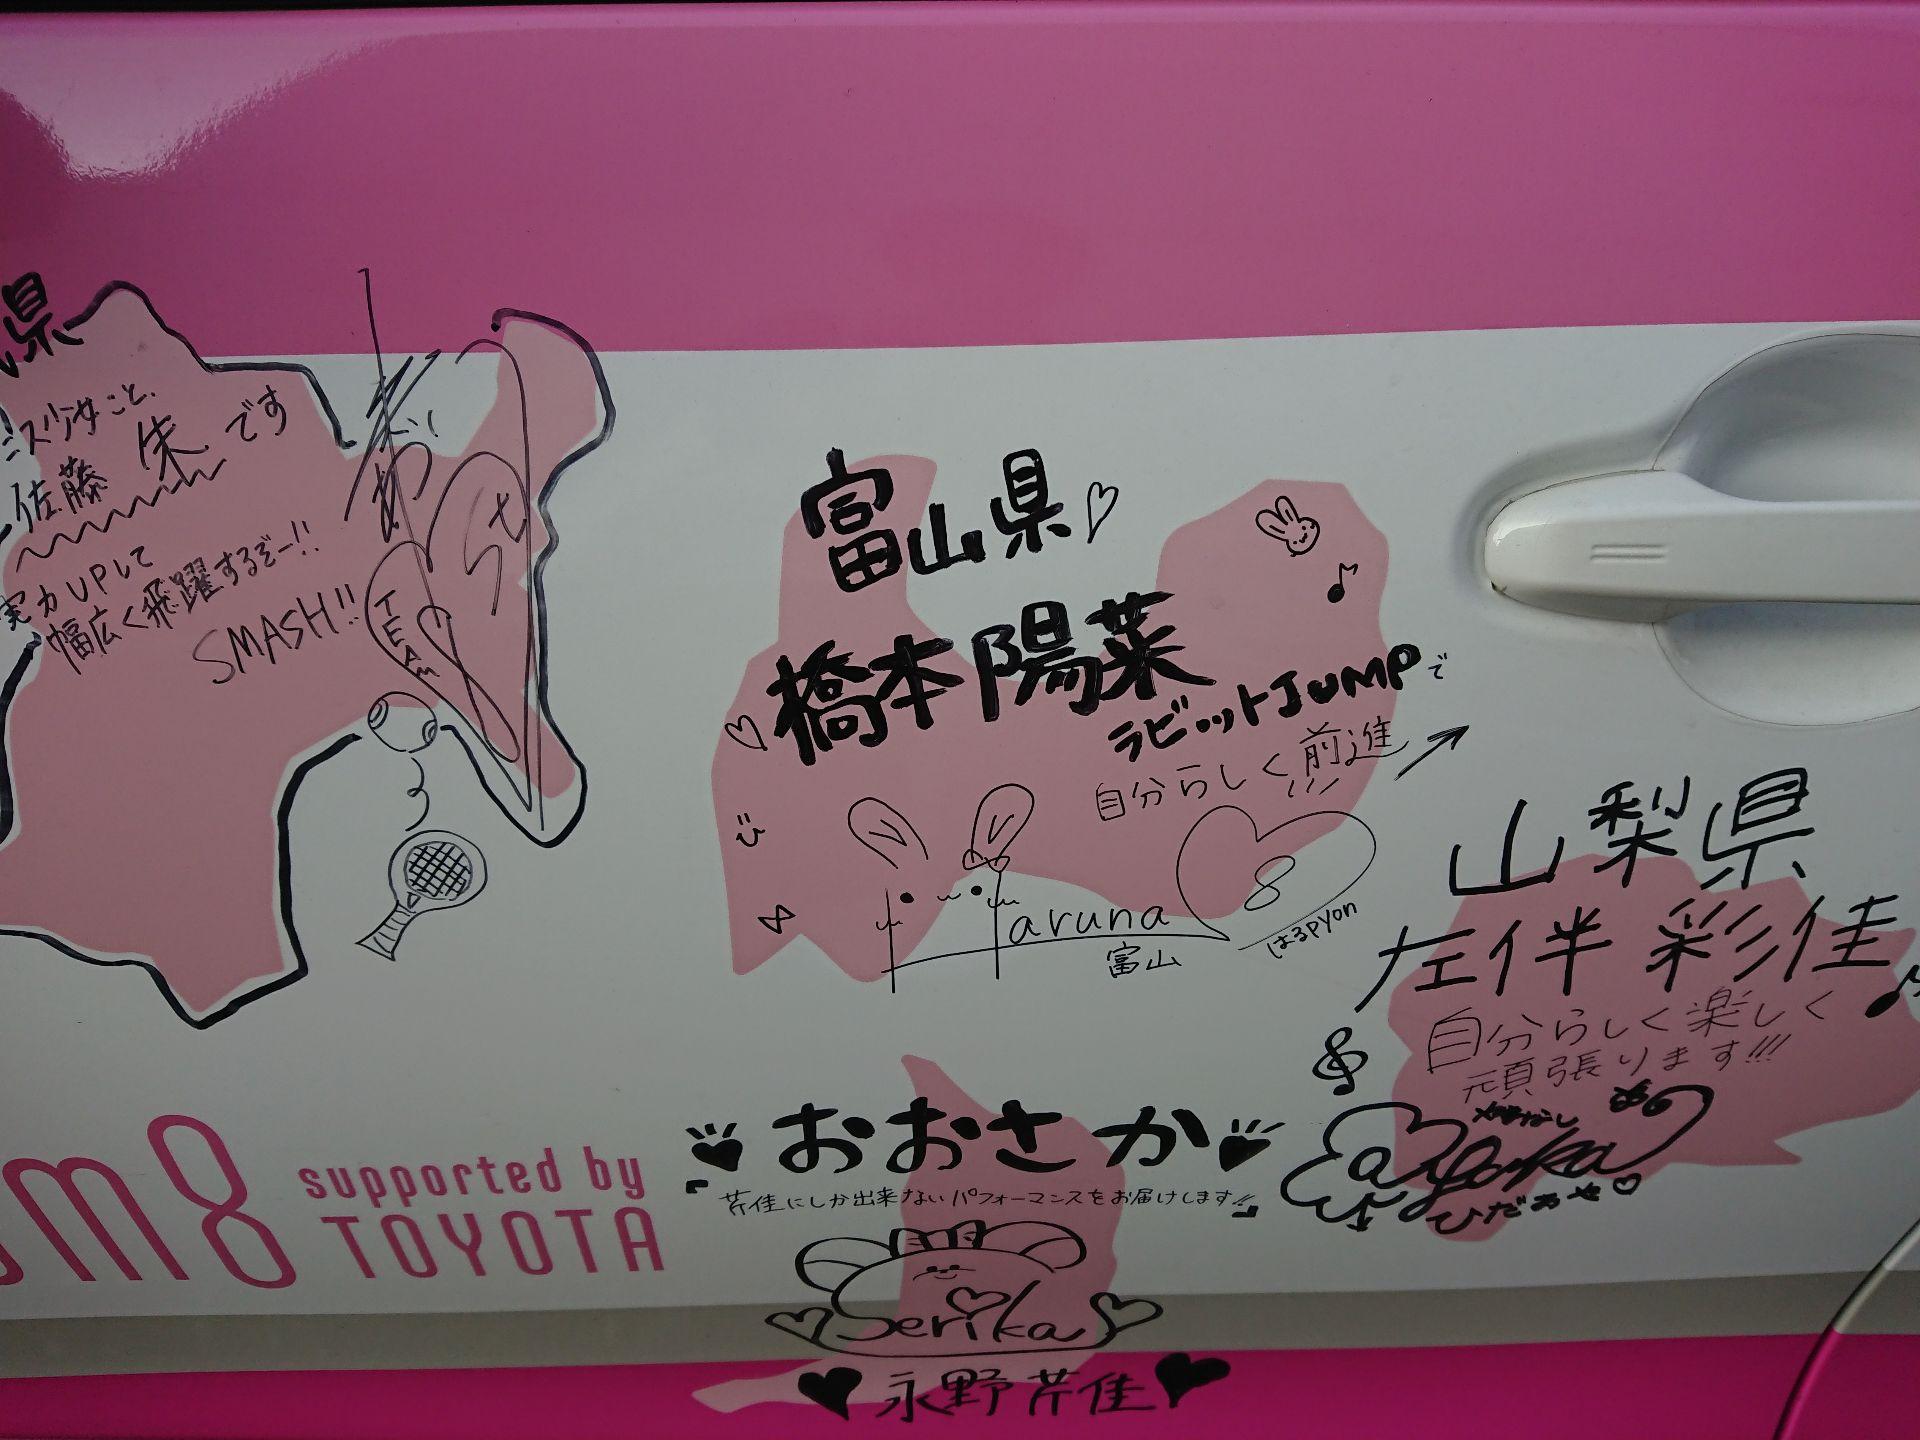 県
ニス少女こと、
佐藤 朱 です
実力UPして
幅広く飛躍するぞー!!
SMASH!!
TEAM
富山県
橋本陽菜
ラビットJUMPで
自分らしく前進
Haruna
8
富山
はるpyon
山梨県
左伴 彩佳
自分らしく楽しく
頑張ります!!!
Ayaka
おおさか
『芹佳にしか出来ないパフォーマンスをお届けします!!』
Serika
永野芹佳
m8
supported by
TOYOTA